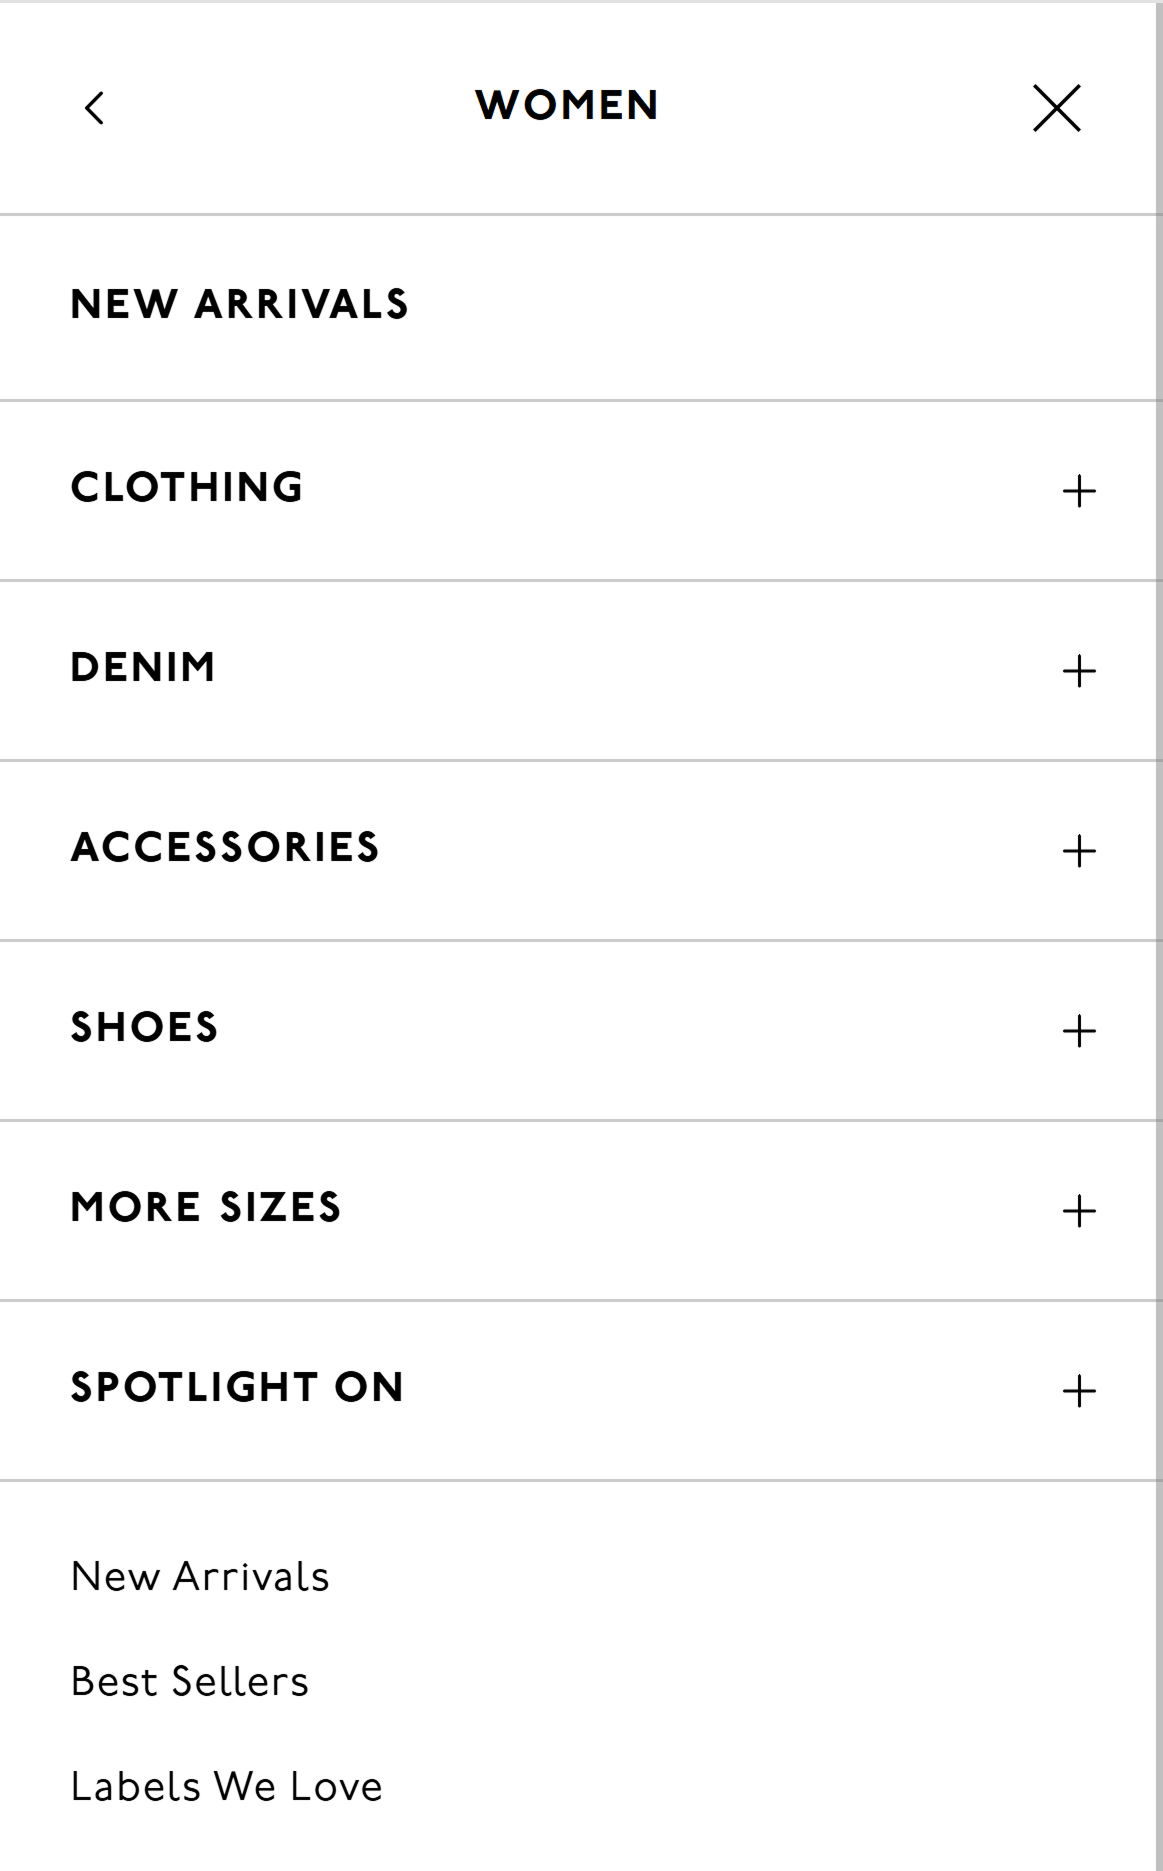 WOMEN
NEW ARRIVALS
CLOTHING
DENIM
ACCESSORIES
SHOES
MORE SIZES
SPOTLIGHT ON
New Arrivals
Best Sellers
Labels We Love